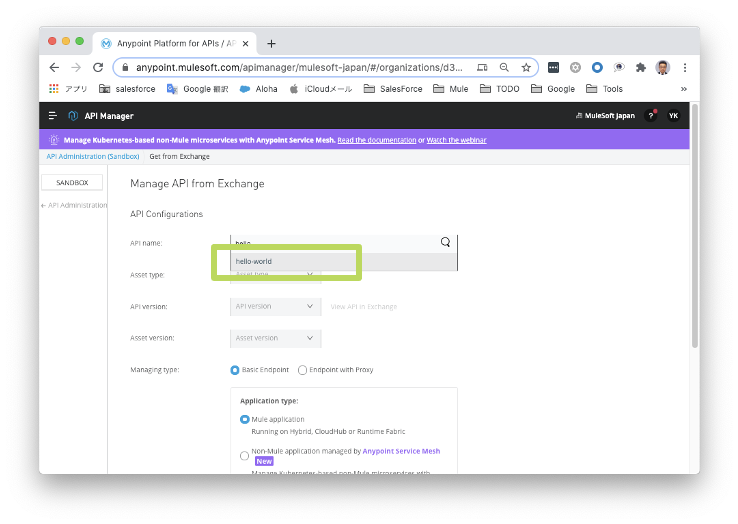 Anypoint Platform for APIs / AP
anypoint.mulesoft.com/apimanager/mulesoft-japan/#/organizations/d3...
アプリ salesforce Google 翻訳 Aloha iCloudメール SalesForce Mule TODO Google Tools »
API Manager MuleSoft Japan ? YK
Manage Kubernetes-based non-Mule microservices with Anypoint Service Mesh. Read the documentation or Watch the webinar
API Administration (Sandbox) Get from Exchange
SANDBOX
← API Administration
Manage API from Exchange
API Configurations
API name: hello
hello-world
Asset type: Asset type
API version: API version View API in Exchange
Asset version: Asset version
Managing type: Basic Endpoint Endpoint with Proxy
Application type:
Mule application
Running on Hybrid, CloudHub or Runtime Fabric
Non-Mule application managed by Anypoint Service Mesh
New
Manage Kubernetes-based non-Mule microservices with